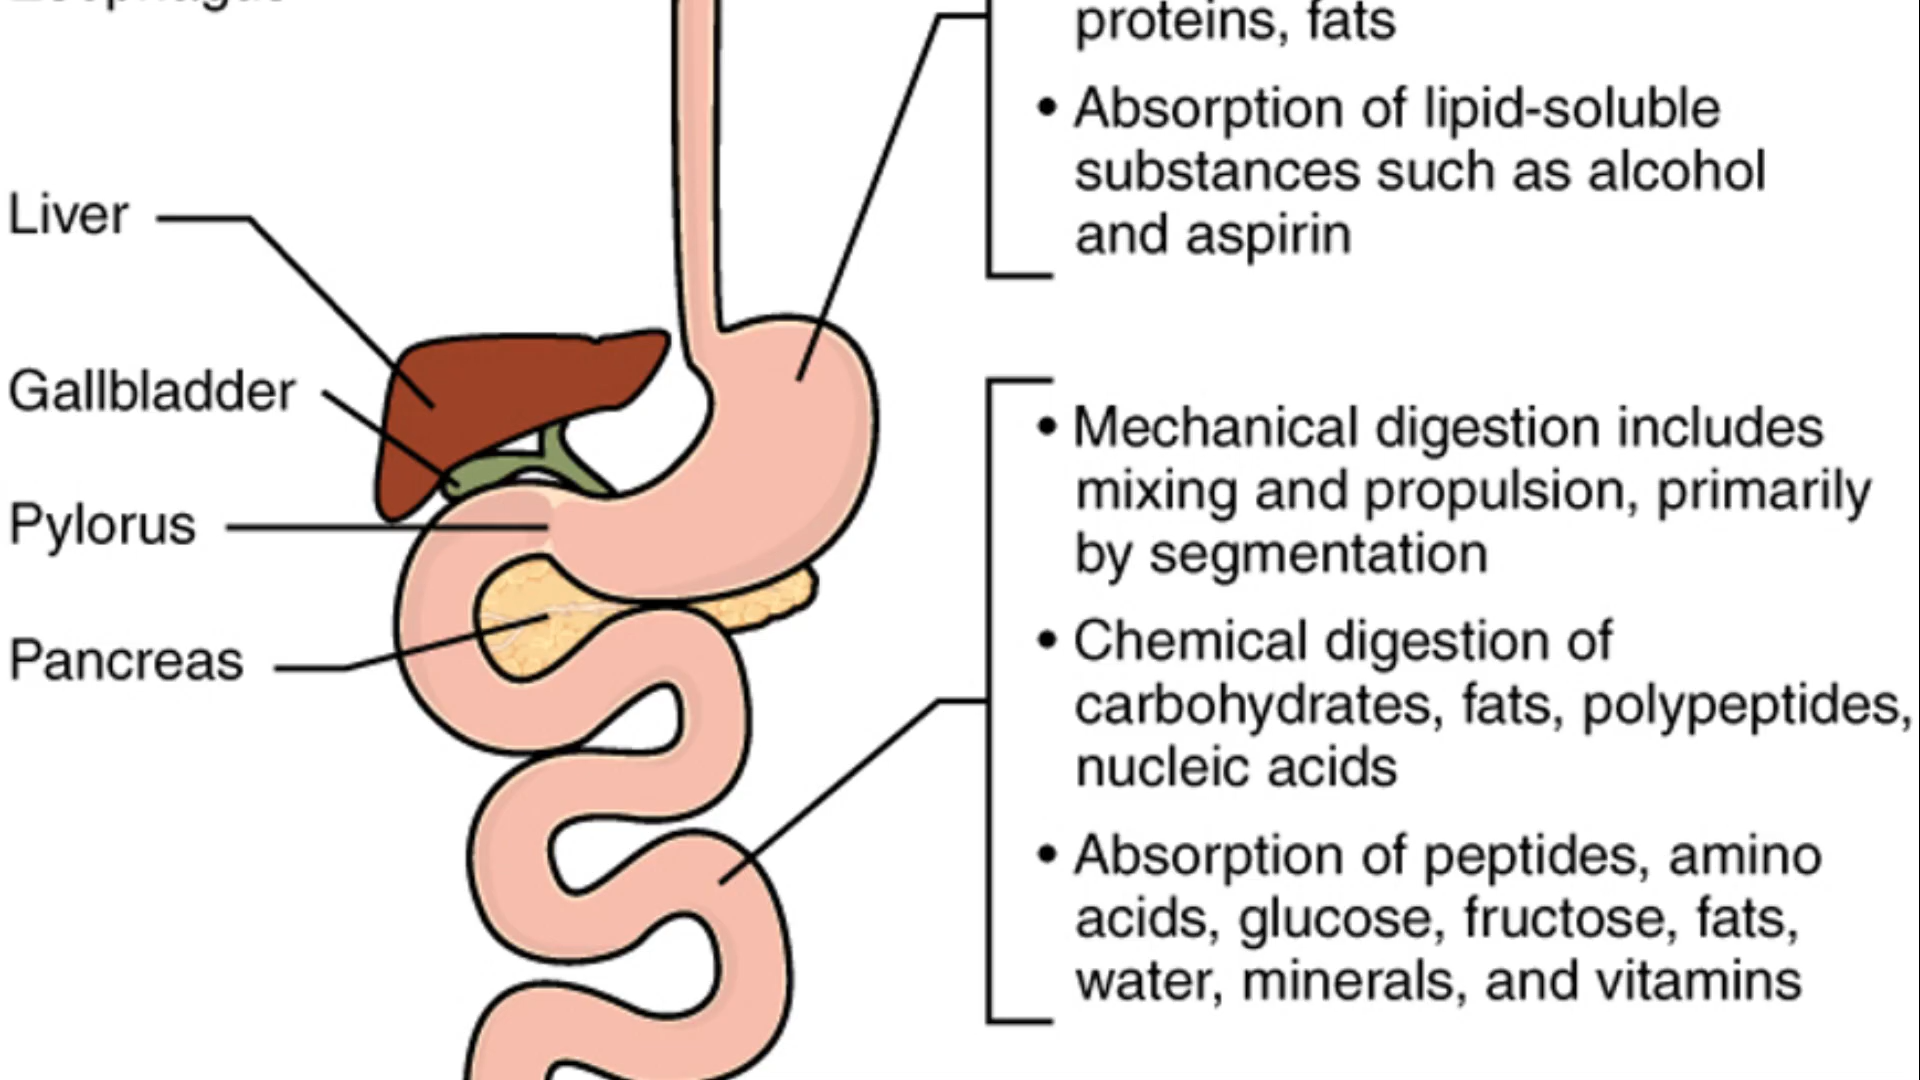 Esophagus
proteins, fats
• Absorption of lipid-soluble
substances such as alcohol
and aspirin
Liver
Gallbladder
Pylorus
Pancreas
• Mechanical digestion includes
mixing and propulsion, primarily
by segmentation
• Chemical digestion of
carbohydrates, fats, polypeptides,
nucleic acids
• Absorption of peptides, amino
acids, glucose, fructose, fats,
water, minerals, and vitamins